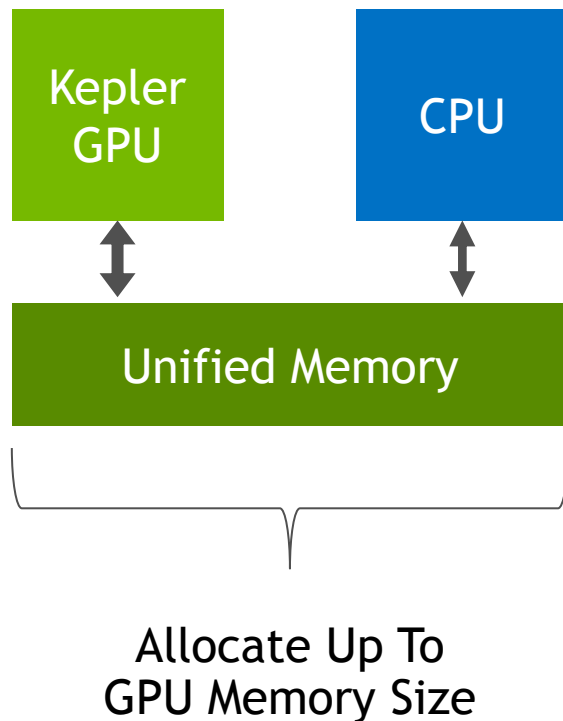 Kepler
GPU
CPU
Unified Memory
Allocate Up To
GPU Memory Size